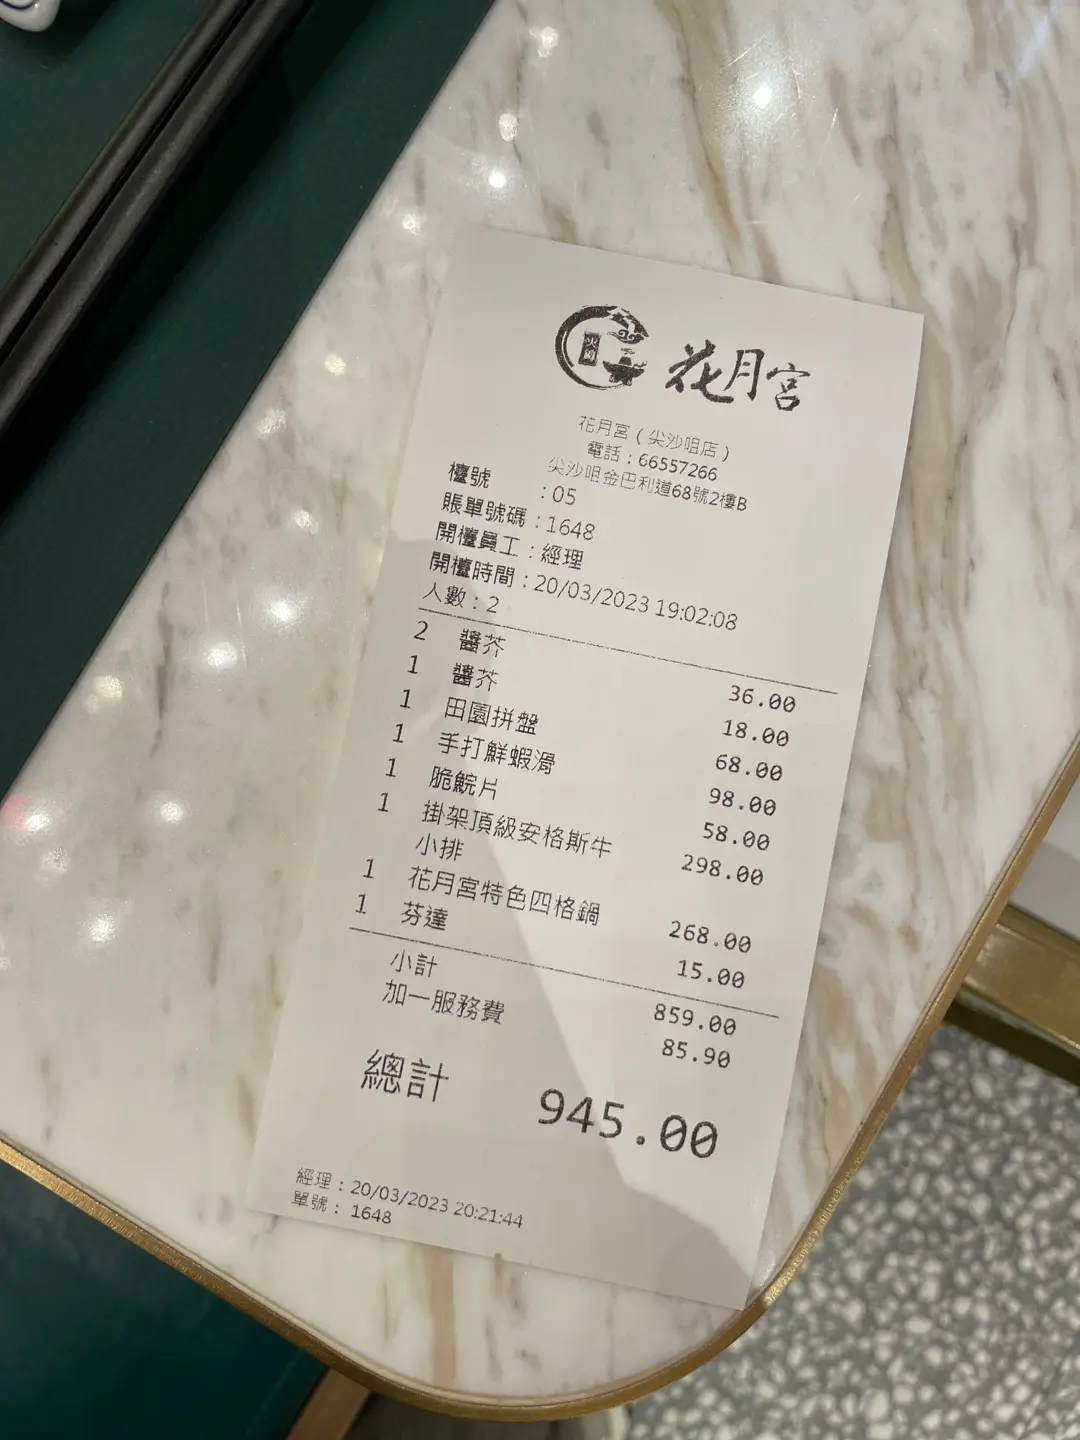 火鍋
花月宮
花月宮（尖沙咀店）
電話：66557266
尖沙咀金巴利道68號2樓B
檯號 ：05
賬單號碼：1648
開檯員工：經理
開檯時間：20/03/2023 19:02:08
人數：2
2 醬芥 36.00
1 醬芥 18.00
1 田園拼盤 68.00
1 手打鮮蝦滑 98.00
1 脆鯇片 58.00
1 掛架頂級安格斯牛 298.00
小排
1 花月宮特色四格鍋 268.00
1 芬達 15.00
小計 859.00
加一服務費 85.90
總計 945.00
經理：20/03/2023 20:21:44
單號： 1648